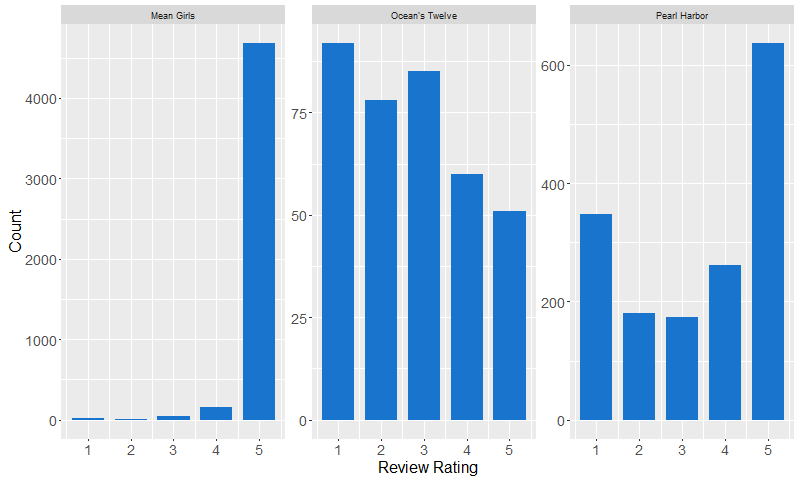 Mean Girls
Ocean's Twelve
Pearl Harbor
Count
4000
3000
2000
1000
0
75
50
25
0
600
400
200
0
1 2 3 4 5
1 2 3 4 5
1 2 3 4 5
Review Rating